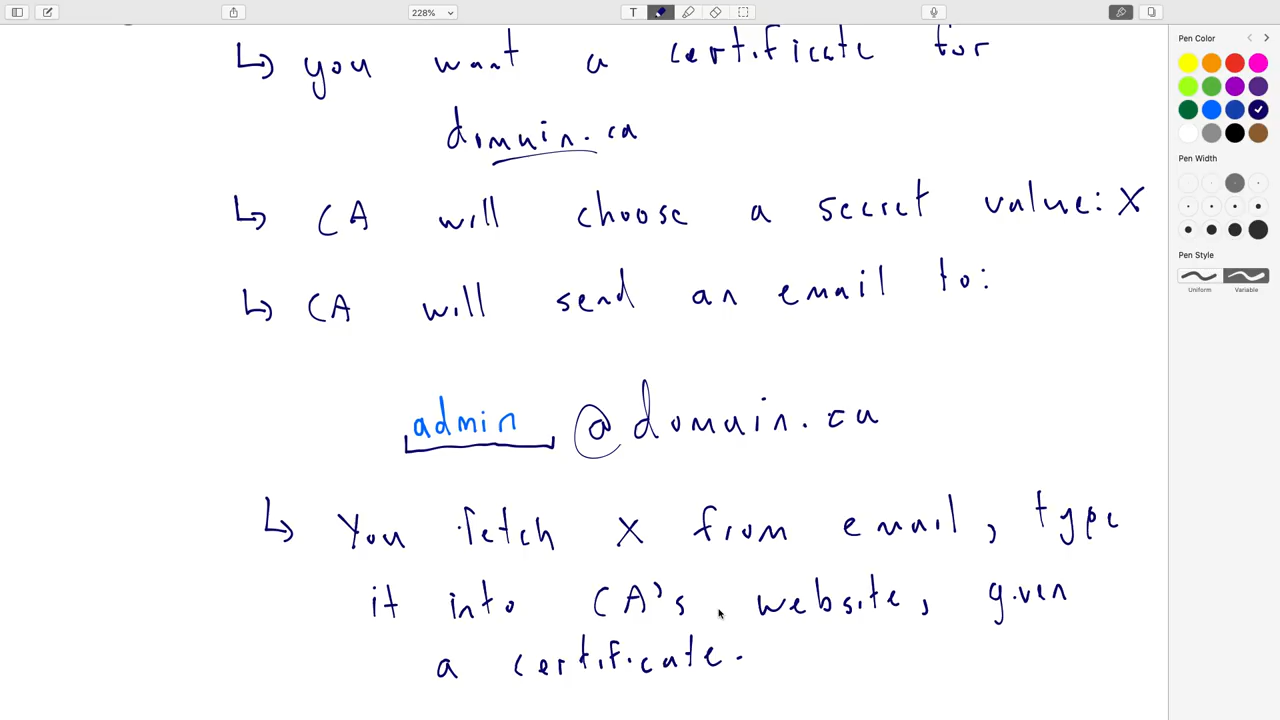 228%
T
Pen Color
↳ you want a certificate for
domain.ca
↳ CA will choose a secret value: X
↳ CA will send an email to:
admin @domain.ca
↳ You fetch X from email, type
it into CA's website, given
a certificate.
Pen Width
Pen Style
Uniform Variable